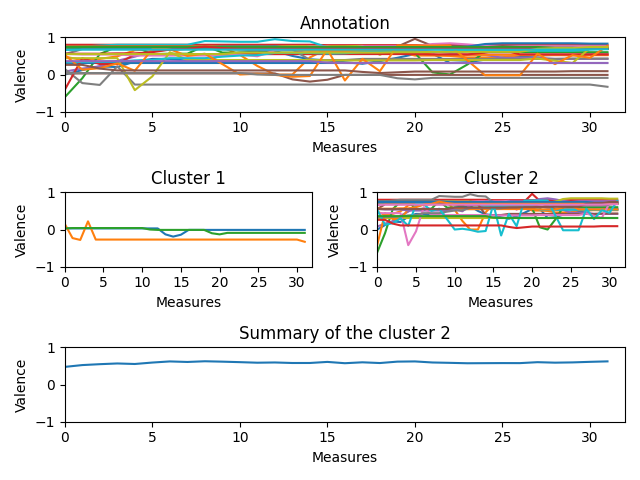 Annotation
Valence
1
0
−1
0 5 10 15 20 25 30
Measures
Cluster 1
Valence
1
0
−1
0 5 10 15 20 25 30
Measures
Cluster 2
Valence
1
0
−1
0 5 10 15 20 25 30
Measures
Summary of the cluster 2
Valence
1
0
−1
0 5 10 15 20 25 30
Measures